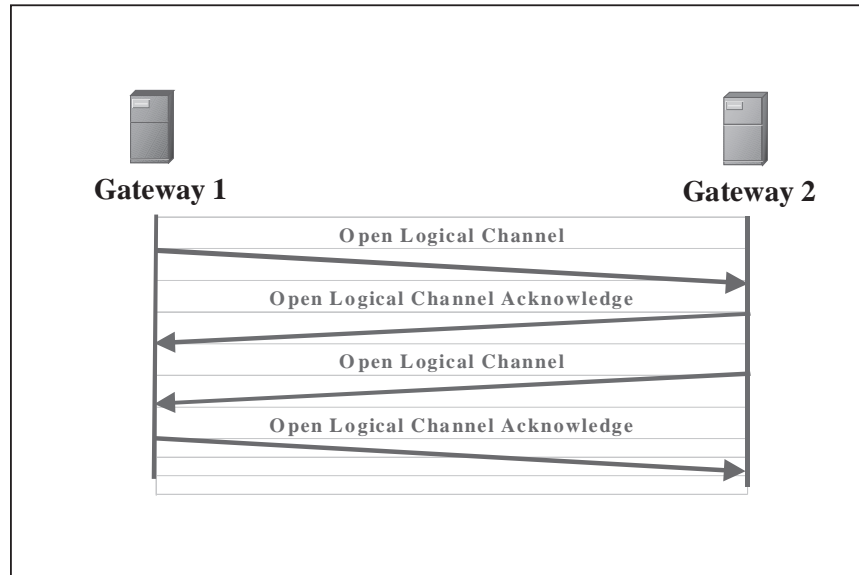 Gateway 1
Gateway 2
Open Logical Channel
Open Logical Channel Acknowledge
Open Logical Channel
Open Logical Channel Acknowledge